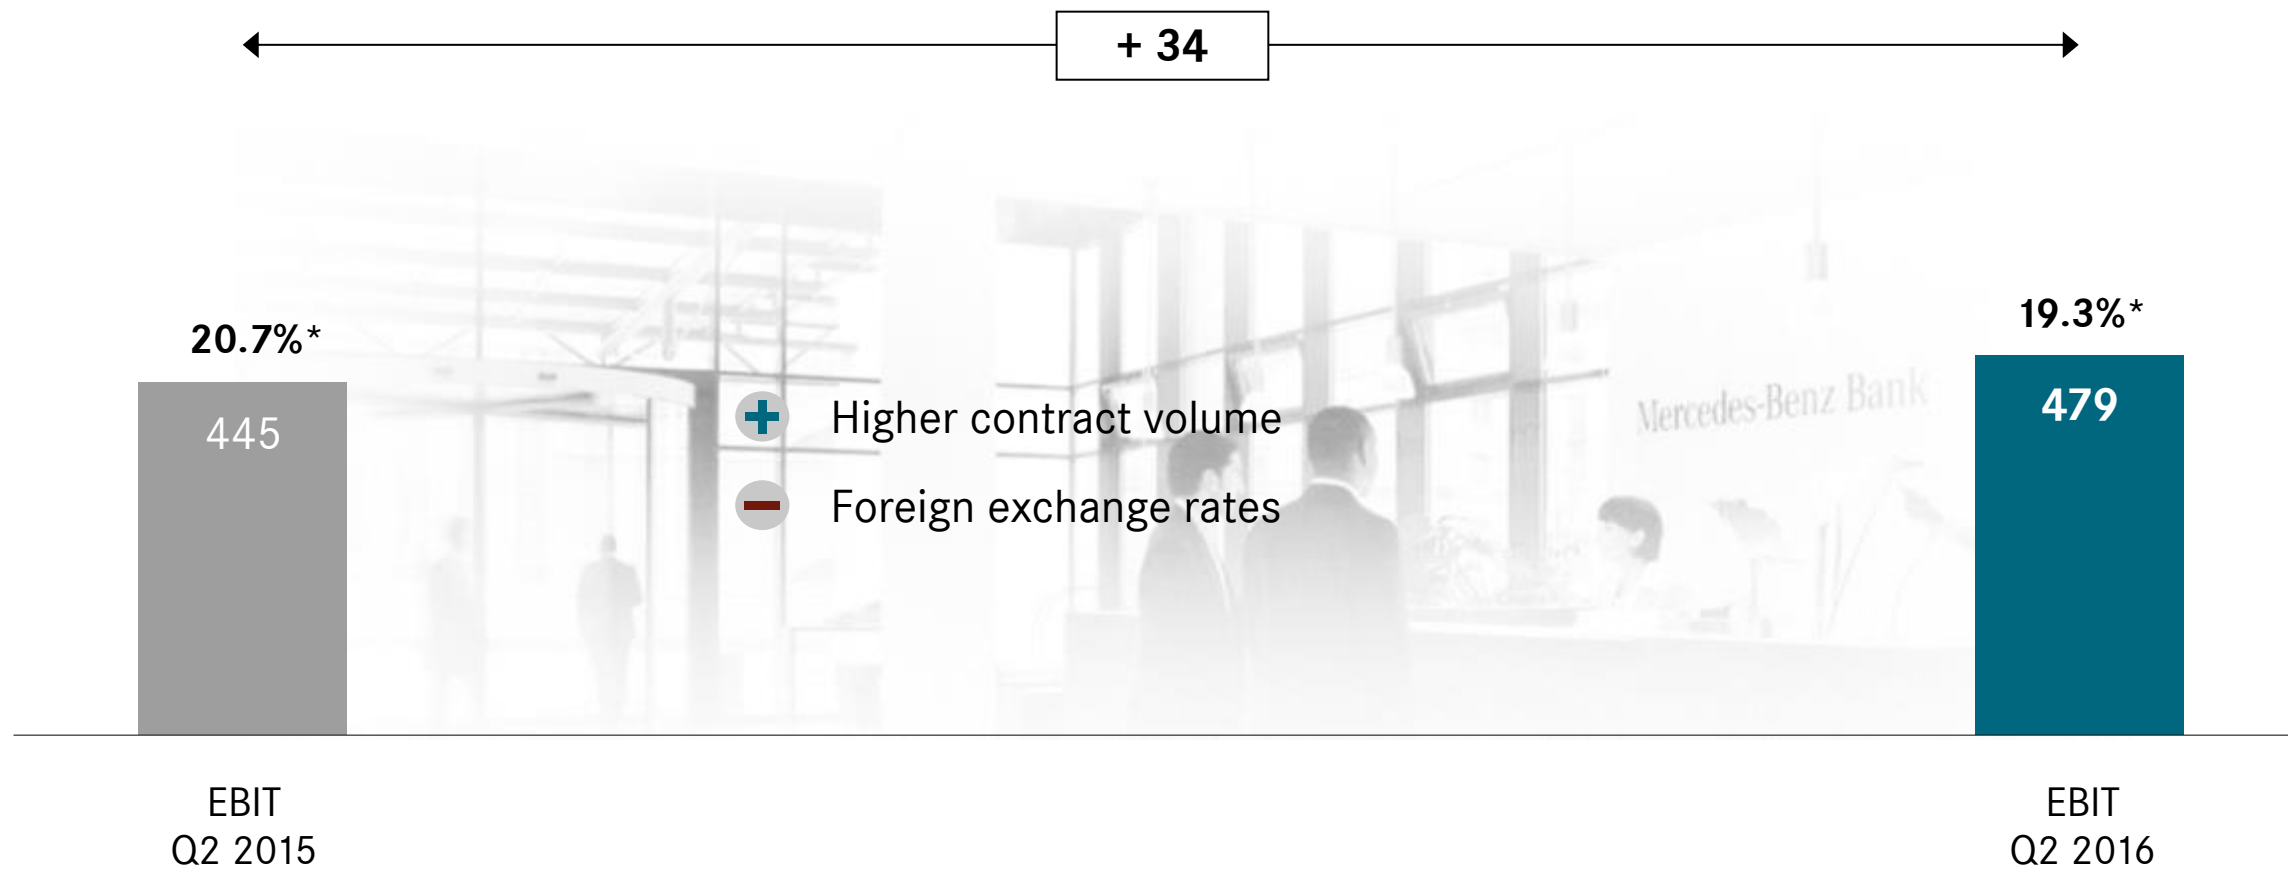 + 34
20.7%*
19.3%*
445
Higher contract volume
Mercedes-Benz Bank
479
Foreign exchange rates
EBIT
Q2 2015
EBIT
Q2 2016